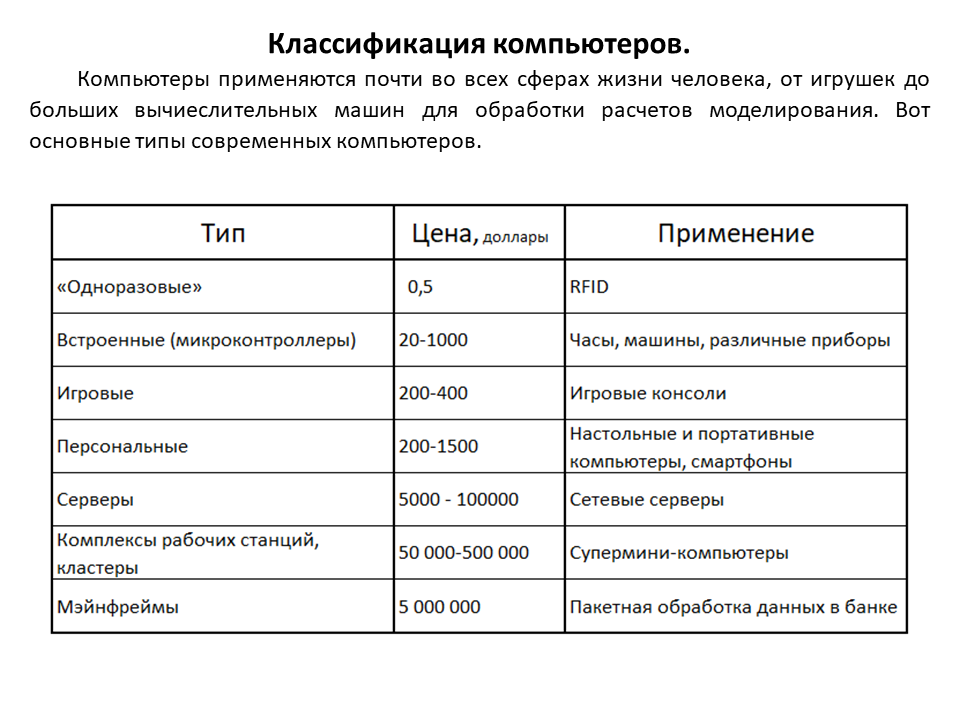 Классификация компьютеров.
Компьютеры применяются почти во всех сферах жизни человека, от игрушек до
больших вычиеслительных машин для обработки расчетов моделирования. Вот
основные типы современных компьютеров.
Тип Цена, доллары Применение
«Одноразовые» 0,5 RFID
Встроенные (микроконтроллеры) 20-1000 Часы, машины, различные приборы
Игровые 200-400 Игровые консоли
Персональные 200-1500 Настольные и портативные
компьютеры, смартфоны
Серверы 5000 - 100000 Сетевые серверы
Комплексы рабочих станций,
кластеры 50 000-500 000 Супермини-компьютеры
Мэйнфреймы 5 000 000 Пакетная обработка данных в банке